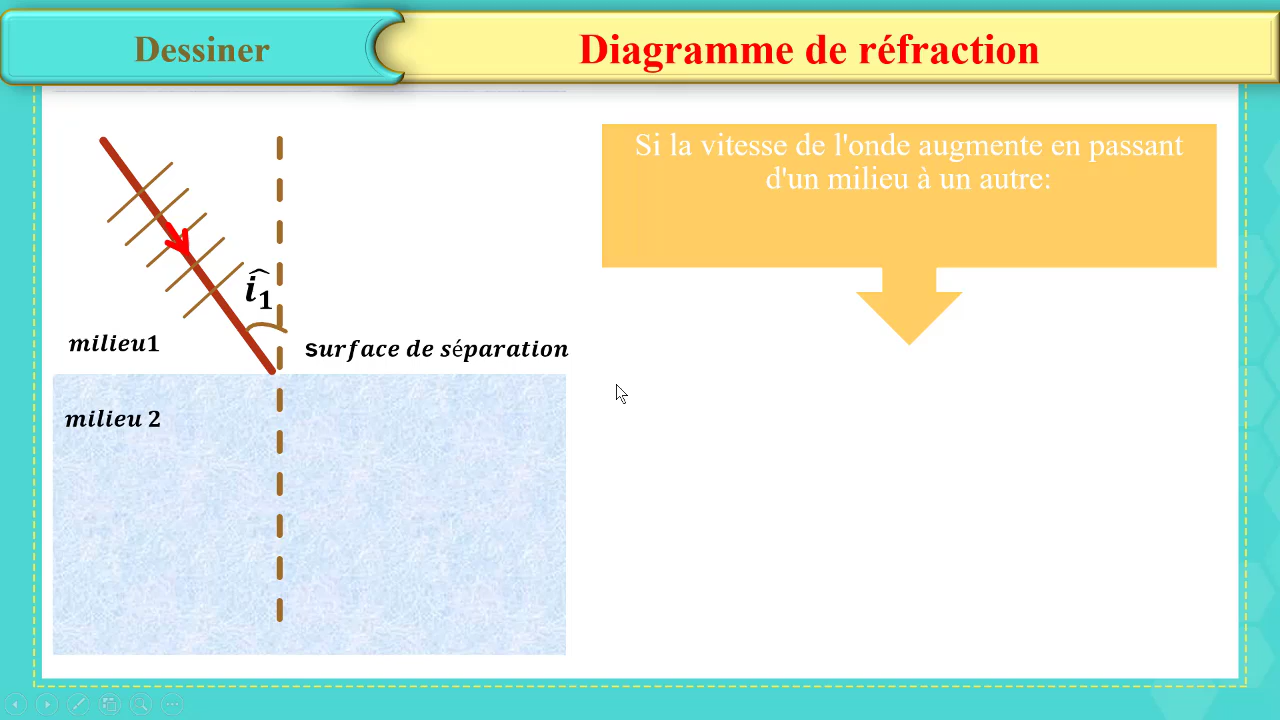 Dessiner
Diagramme de réfraction
Si la vitesse de l'onde augmente en passant
d'un milieu à un autre:
î₁
milieu1
surface de séparation
milieu 2